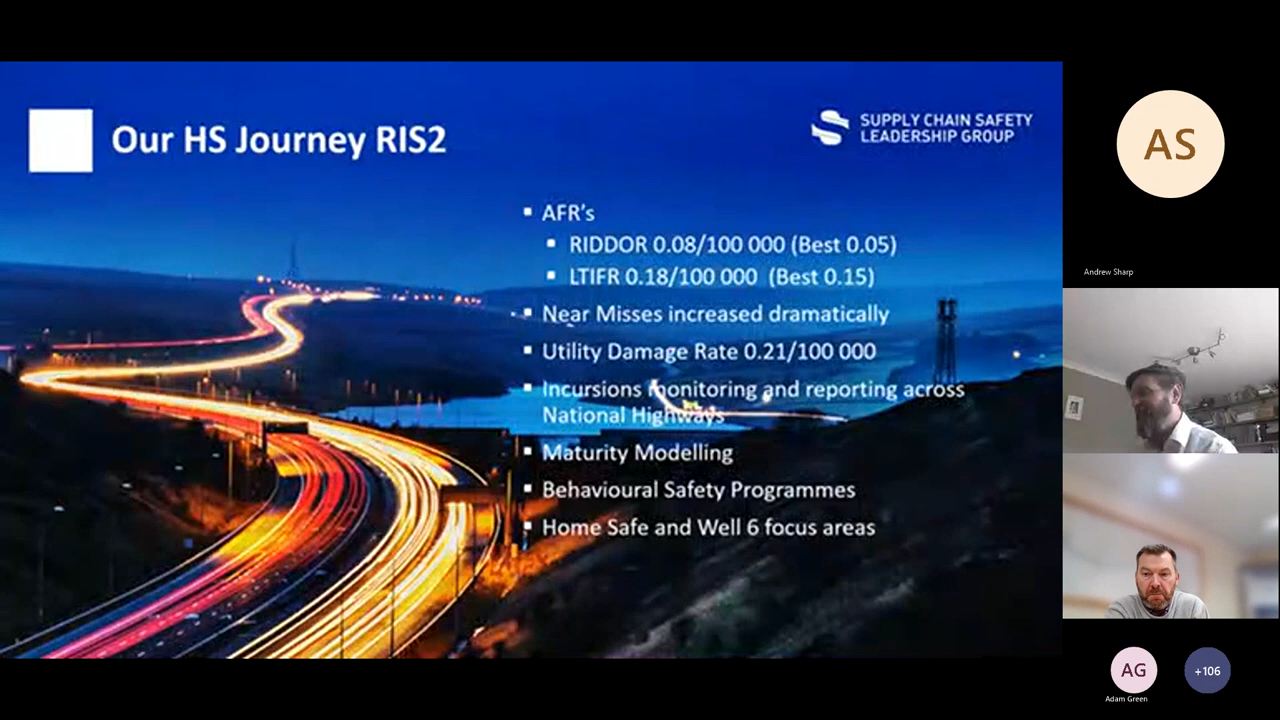 Our HS Journey RIS2
SUPPLY CHAIN SAFETY
LEADERSHIP GROUP
AFR's
RIDDOR 0.08/100 000 (Best 0.05)
LTIFR 0.18/100 000 (Best 0.15)
Near Misses increased dramatically
Utility Damage Rate 0.21/100 000
Incursions monitoring and reporting across
National Highways
Maturity Modelling
Behavioural Safety Programmes
Home Safe and Well 6 focus areas
AS
Andrew Sharp
AG
Adam Green
+106